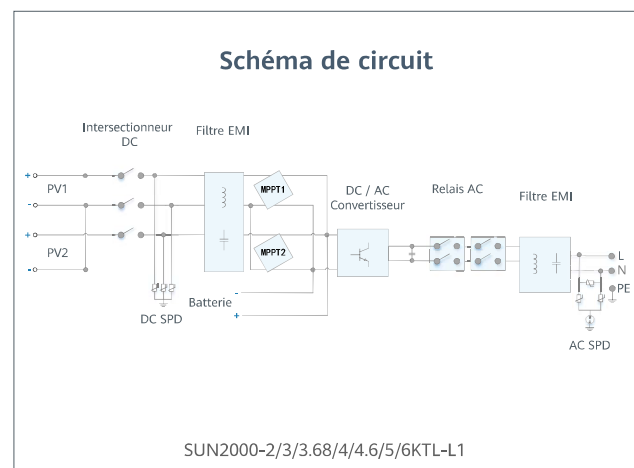 Schéma de circuit
Intersectionneur
DC
Filtre EMI
+
PV1
-
+
PV2
-
MPPT1
MPPT2
DC / AC
Convertisseur
Relais AC
Filtre EMI
L
N
PE
DC SPD
Batterie
-
+
AC SPD
SUN2000-2/3/3.68/4/4.6/5/6KTL-L1